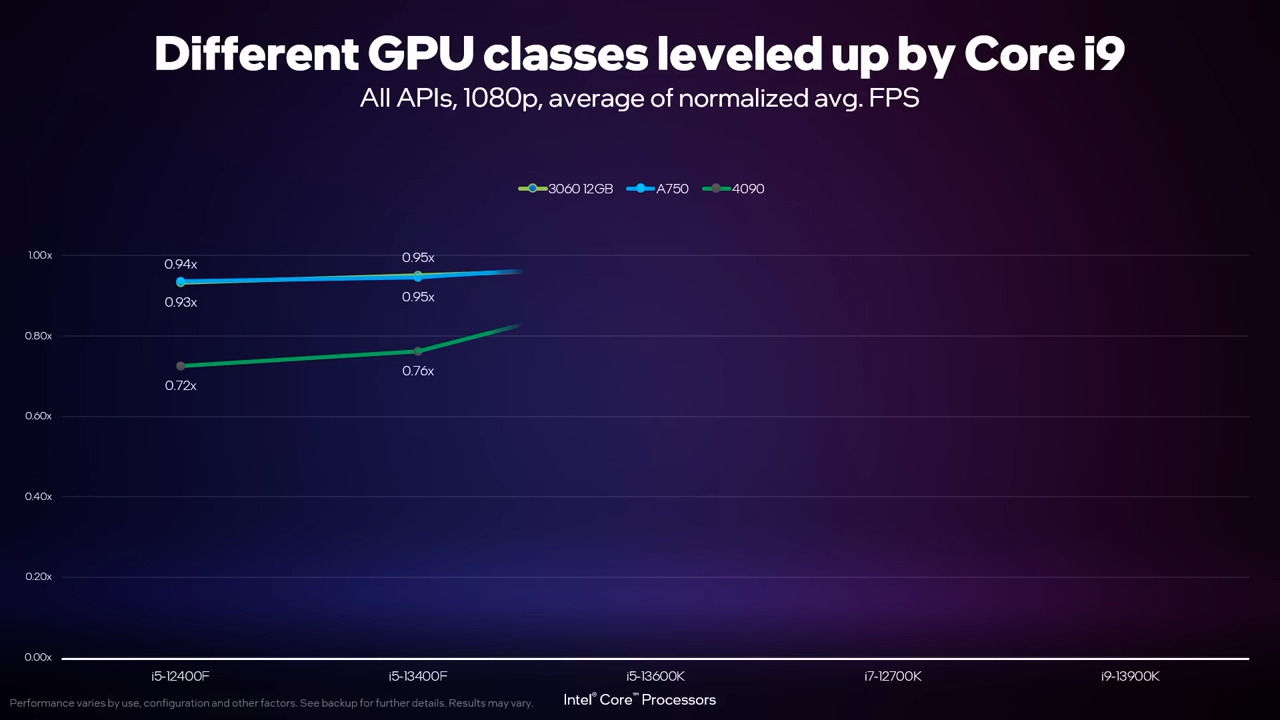 Different GPU classes leveled up by Core i9
All APIs, 1080p, average of normalized avg. FPS
3060 12GB A750 4090
1.00x
0.94x
0.95x
0.93x
0.95x
0.80x
0.72x
0.76x
0.60x
0.40x
0.20x
0.00x
i5-12400F i5-13400F i5-13600K i7-12700K i9-13900K
Intel® Core™ Processors
Performance varies by use, configuration and other factors. See backup for further details. Results may vary.